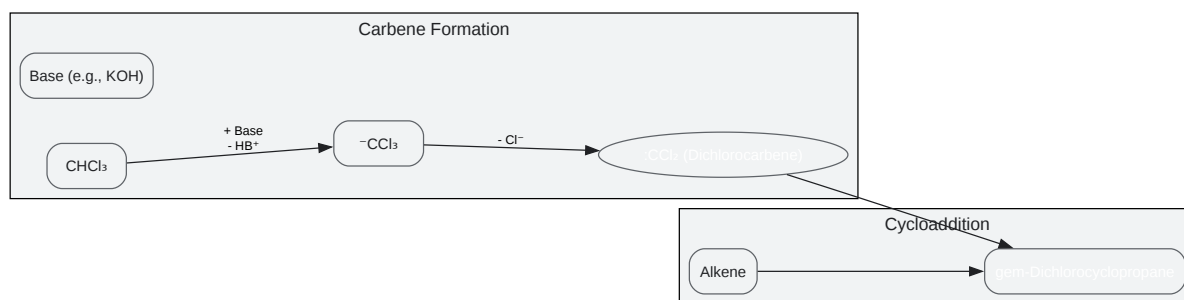 Carbene Formation
Base (e.g., KOH)
+ Base
- HB⁺
CHCl₃
⁻CCl₃
- Cl⁻
:CCl₂ (Dichlorocarbene)
Cycloaddition
Alkene
gem-Dichlorocyclopropane